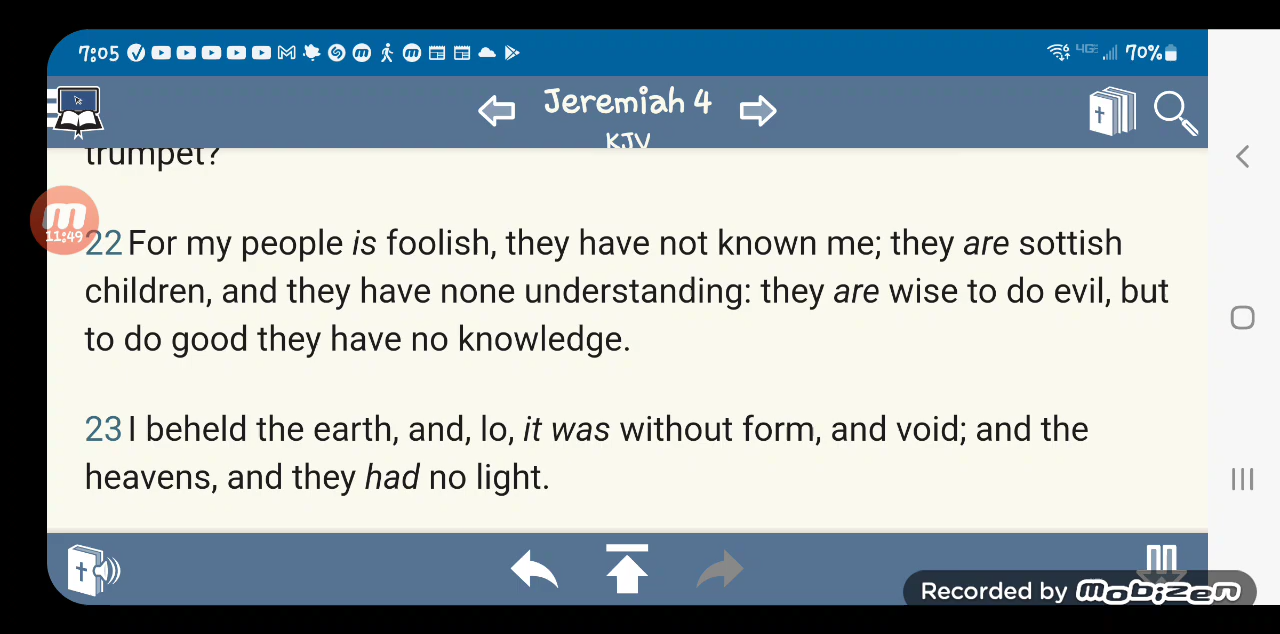 7:05 4GE 70%
Jeremiah 4
KJV
trumpet?
11:49
22 For my people is foolish, they have not known me; they are sottish
children, and they have none understanding: they are wise to do evil, but
to do good they have no knowledge.
23 I beheld the earth, and, lo, it was without form, and void; and the
heavens, and they had no light.
Recorded by mobizen